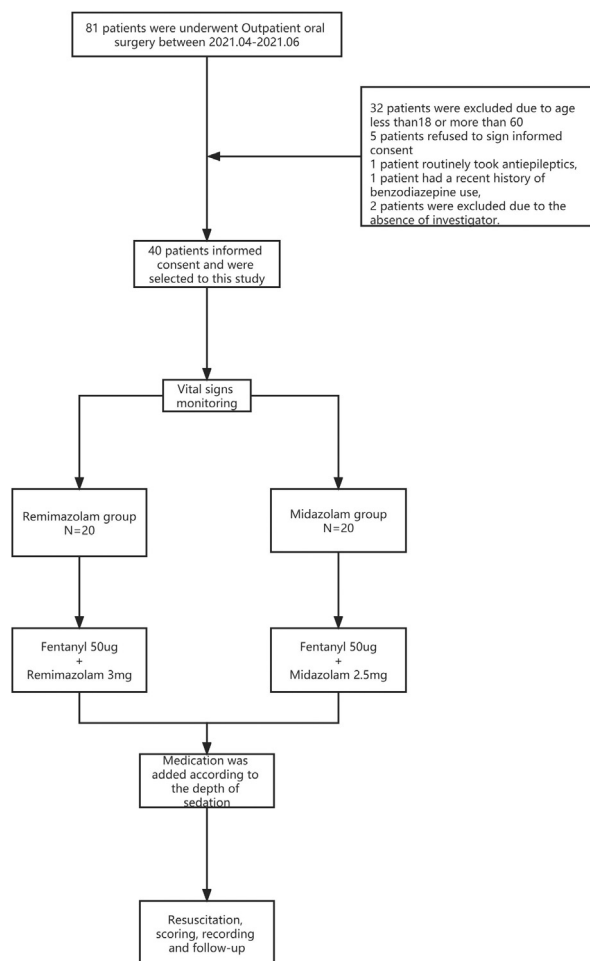 81 patients were underwent Outpatient oral
surgery between 2021.04-2021.06
32 patients were excluded due to age
less than18 or more than 60
5 patients refused to sign informed
consent
1 patient routinely took antiepileptics,
1 patient had a recent history of
benzodiazepine use,
2 patients were excluded due to the
absence of investigator.
40 patients informed
consent and were
selected to this study
Vital signs
monitoring
Remimazolam group
N=20
Midazolam group
N=20
Fentanyl 50ug
+
Remimazolam 3mg
Fentanyl 50ug
+
Midazolam 2.5mg
Medication was
added according to
the depth of
sedation
Resuscitation,
scoring, recording
and follow-up